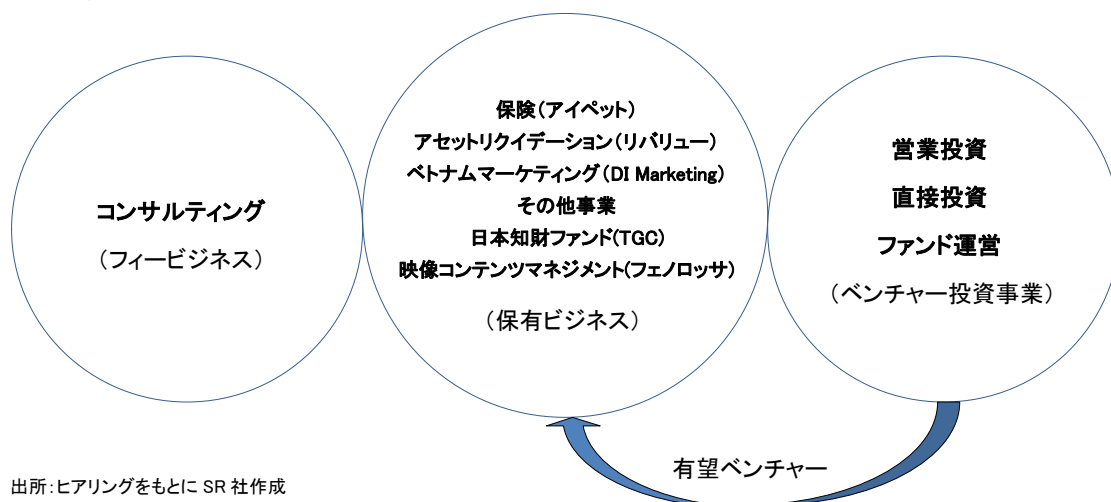 コンサルティング
(フィービジネス)
保険(アイペット)
アセットリクイデーション(リバリュー)
ベトナムマーケティング(DI Marketing)
その他事業
日本知財ファンド(TGC)
映像コンテンツマネジメント(フェノロッサ)
(保有ビジネス)
営業投資
直接投資
ファンド運営
(ベンチャー投資事業)
有望ベンチャー
出所:ヒアリングをもとに SR 社作成